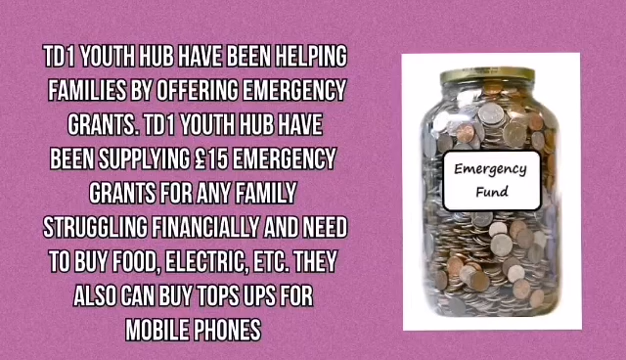 TD1 YOUTH HUB HAVE BEEN HELPING
FAMILIES BY OFFERING EMERGENCY
GRANTS. TD1 YOUTH HUB HAVE
BEEN SUPPLYING £15 EMERGENCY
GRANTS FOR ANY FAMILY
STRUGGLING FINANCIALLY AND NEED
TO BUY FOOD, ELECTRIC, ETC. THEY
ALSO CAN BUY TOPS UPS FOR
MOBILE PHONES
Emergency
Fund